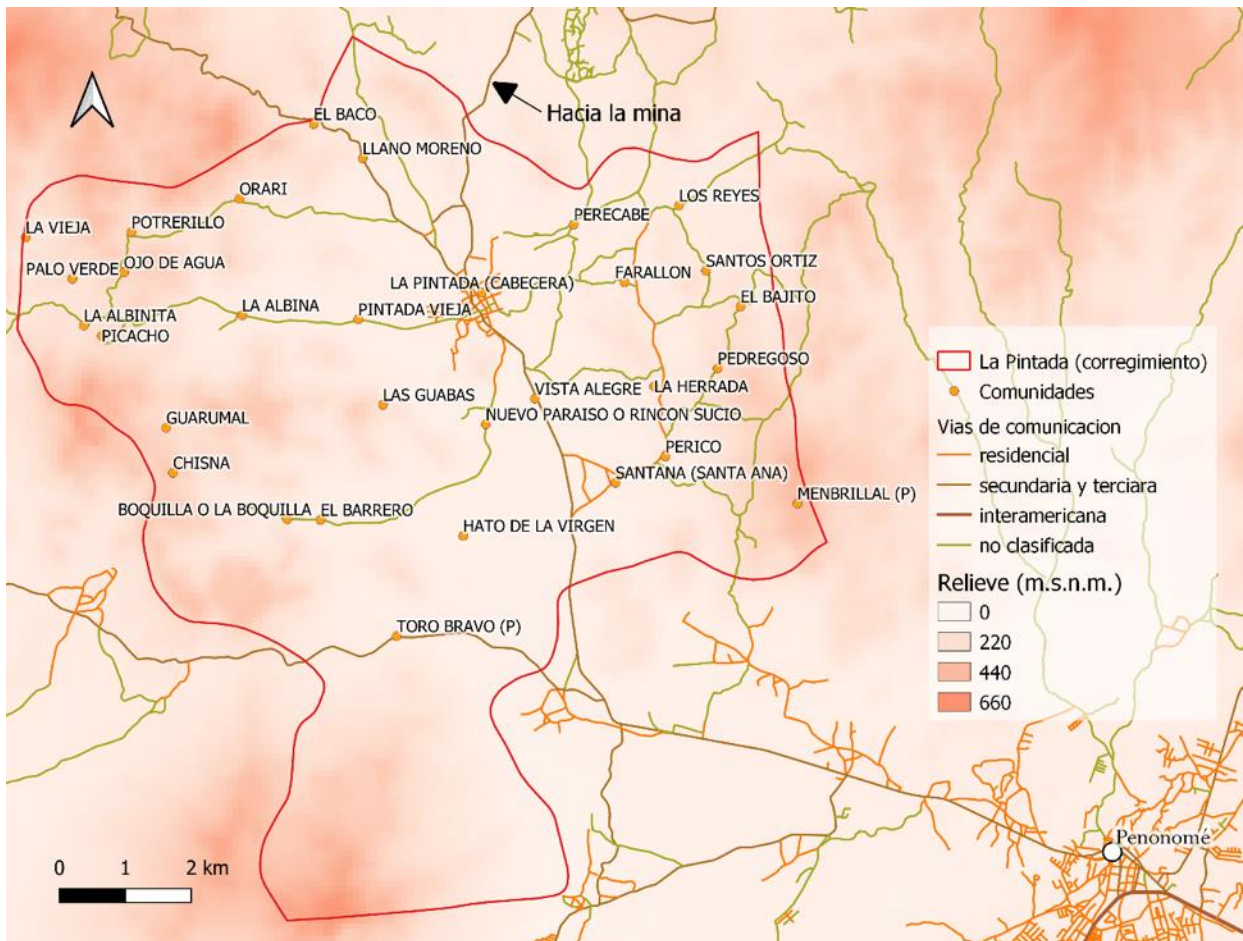 Hacia la mina
EL BACO
LLANO MORENO
ORARI
LOS REYES
LA VIEJA
POTRERILLO
PERECABE
PALO VERDE
OJO DE AGUA
FARALLON
SANTOS ORTIZ
LA PINTADA (CABECERA)
EL BAJITO
LA ALBINITA
LA ALBINA
PINTADA VIEJA
PICACHO
PEDREGOSO
LAS GUABAS
VISTA ALEGRE
LA HERRADA
GUARUMAL
NUEVO PARAISO O RINCON SUCIO
PERICO
CHISNA
SANTANA (SANTA ANA)
MENBRILLAL (P)
BOQUILLA O LA BOQUILLA
EL BARRERO
HATO DE LA VIRGEN
TORO BRAVO (P)
La Pintada (corregimiento)
Comunidades
Vias de comunicacion
residencial
secundaria y terciara
interamericana
no clasificada
Relieve (m.s.n.m.)
0
220
440
660
Penonomé
0 1 2 km